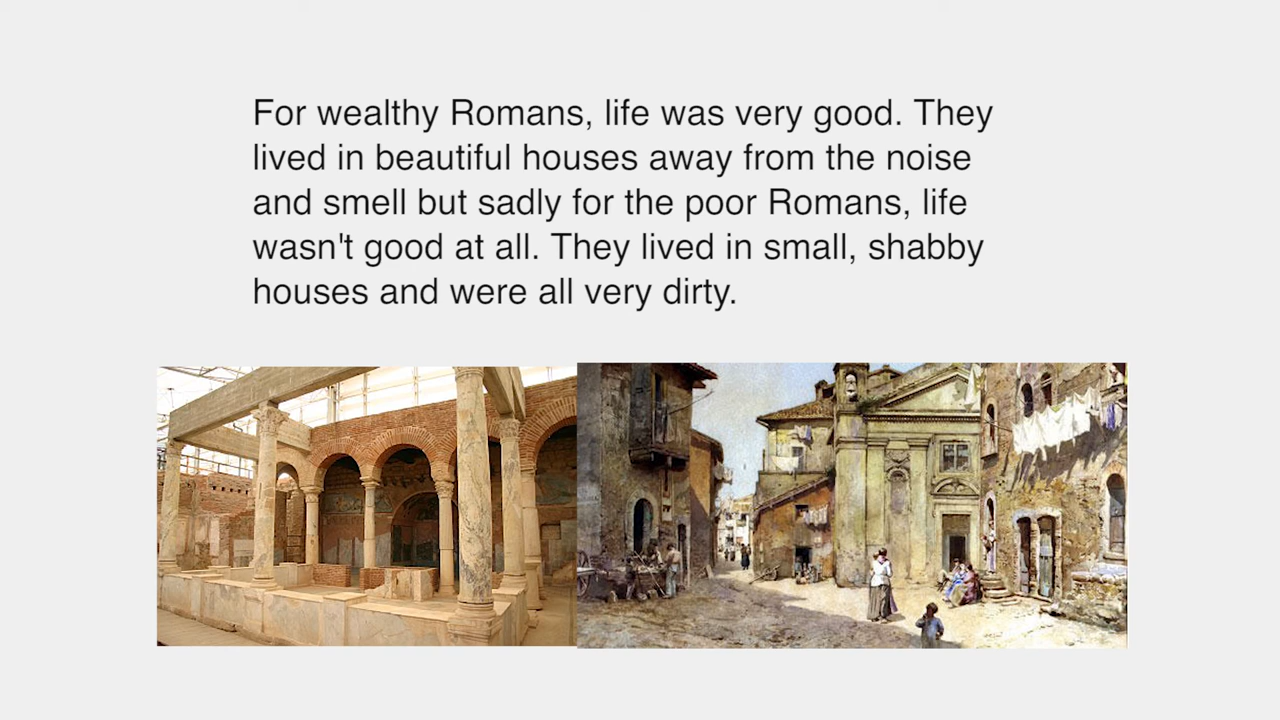 For wealthy Romans, life was very good. They
lived in beautiful houses away from the noise
and smell but sadly for the poor Romans, life
wasn't good at all. They lived in small, shabby
houses and were all very dirty.